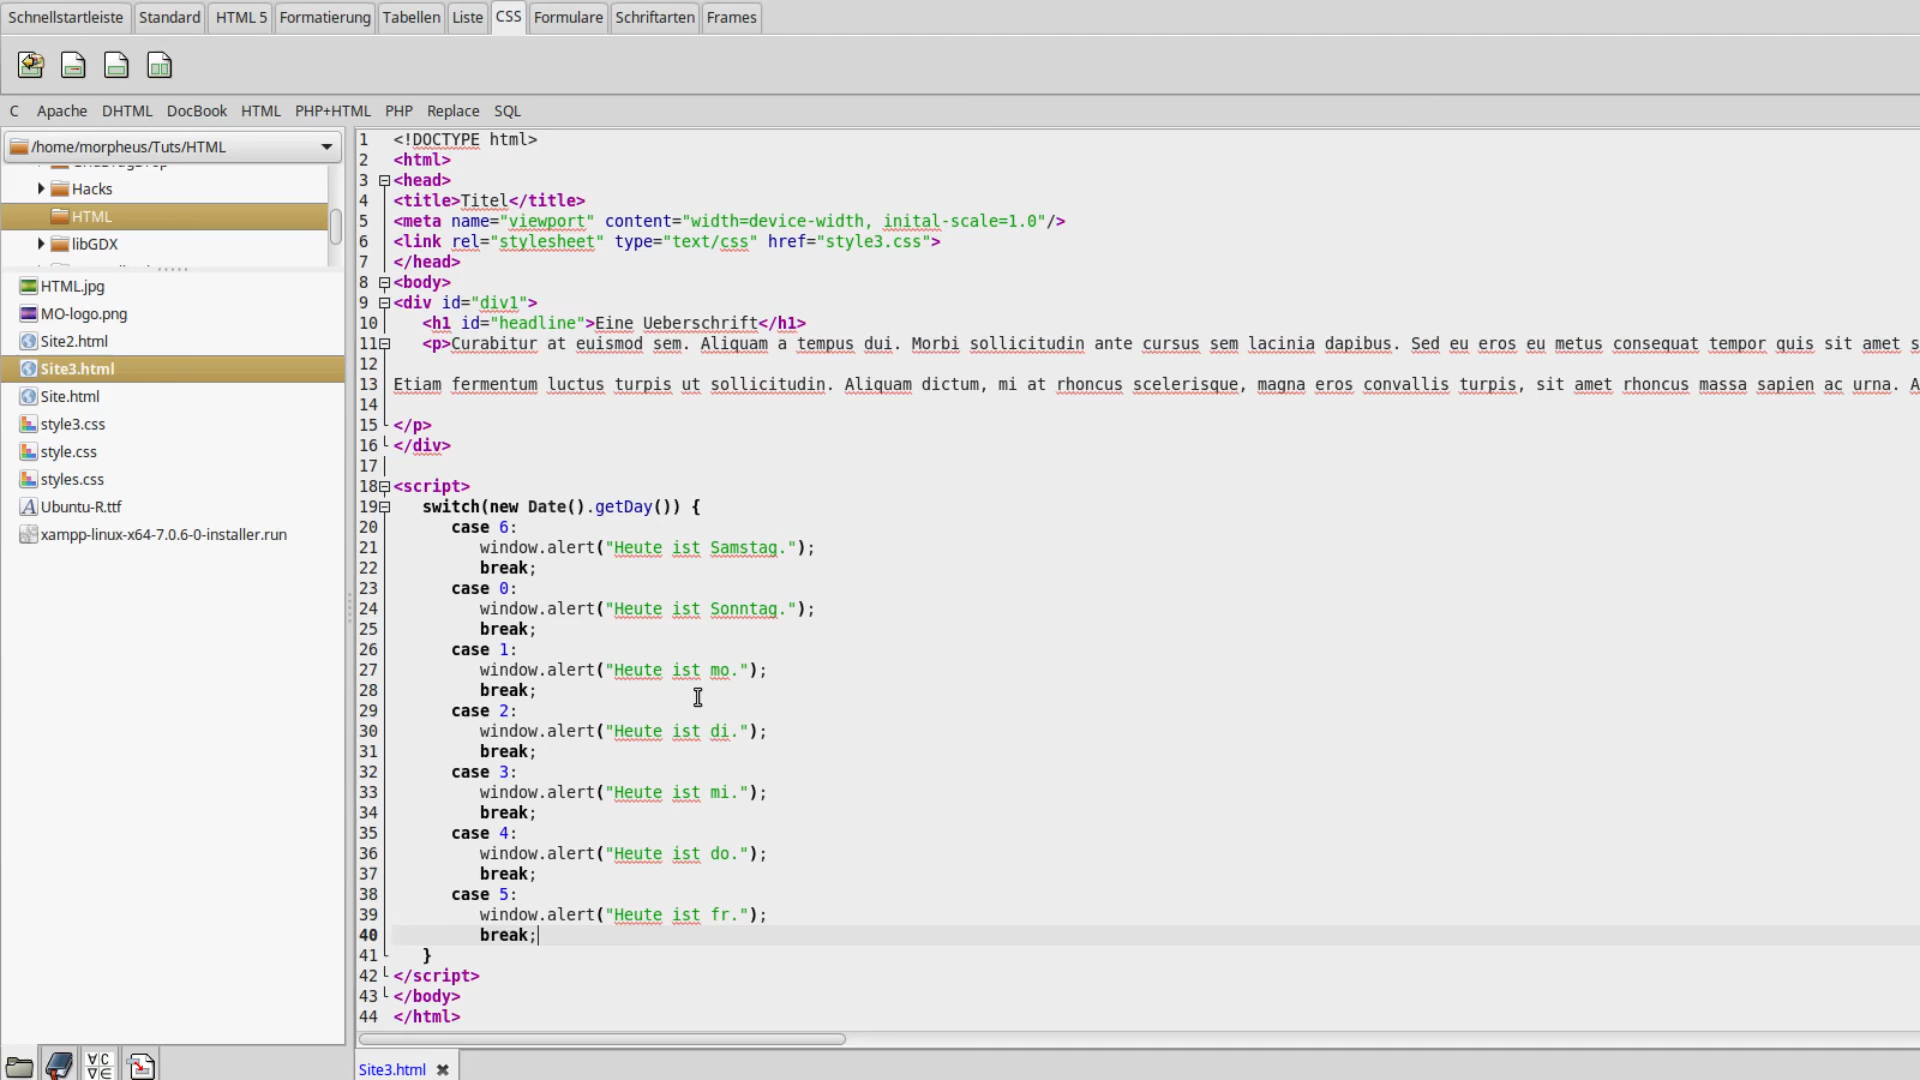 Schnellstartleiste Standard HTML 5 Formatierung Tabellen Liste CSS Formulare Schriftarten Frames
C Apache DHTML DocBook HTML PHP+HTML PHP Replace SQL
/home/morpheus/Tuts/HTML
Hacks
HTML
libGDX
HTML.jpg
MO-logo.png
Site2.html
Site3.html
Site.html
style3.css
style.css
styles.css
Ubuntu-R.ttf
xampp-linux-x64-7.0.6-0-installer.run
1 <!DOCTYPE html>
2 <html>
3 <head>
4 <title>Titel</title>
5 <meta name="viewport" content="width=device-width, inital-scale=1.0"/>
6 <link rel="stylesheet" type="text/css" href="style3.css">
7 </head>
8 <body>
9 <div id="div1">
10 <h1 id="headline">Eine Ueberschrift</h1>
11 <p>Curabitur at euismod sem. Aliquam a tempus dui. Morbi sollicitudin ante cursus sem lacinia dapibus. Sed eu eros eu metus consequat tempor quis sit amet s
12
13 Etiam fermentum luctus turpis ut sollicitudin. Aliquam dictum, mi at rhoncus scelerisque, magna eros convallis turpis, sit amet rhoncus massa sapien ac urna. A
14
15 </p>
16 </div>
17
18 <script>
19 switch(new Date().getDay()) {
20 case 6:
21 window.alert("Heute ist Samstag.");
22 break;
23 case 0:
24 window.alert("Heute ist Sonntag.");
25 break;
26 case 1:
27 window.alert("Heute ist mo.");
28 break;
29 case 2:
30 window.alert("Heute ist di.");
31 break;
32 case 3:
33 window.alert("Heute ist mi.");
34 break;
35 case 4:
36 window.alert("Heute ist do.");
37 break;
38 case 5:
39 window.alert("Heute ist fr.");
40 break;
41 }
42 </script>
43 </body>
44 </html>
Site3.html